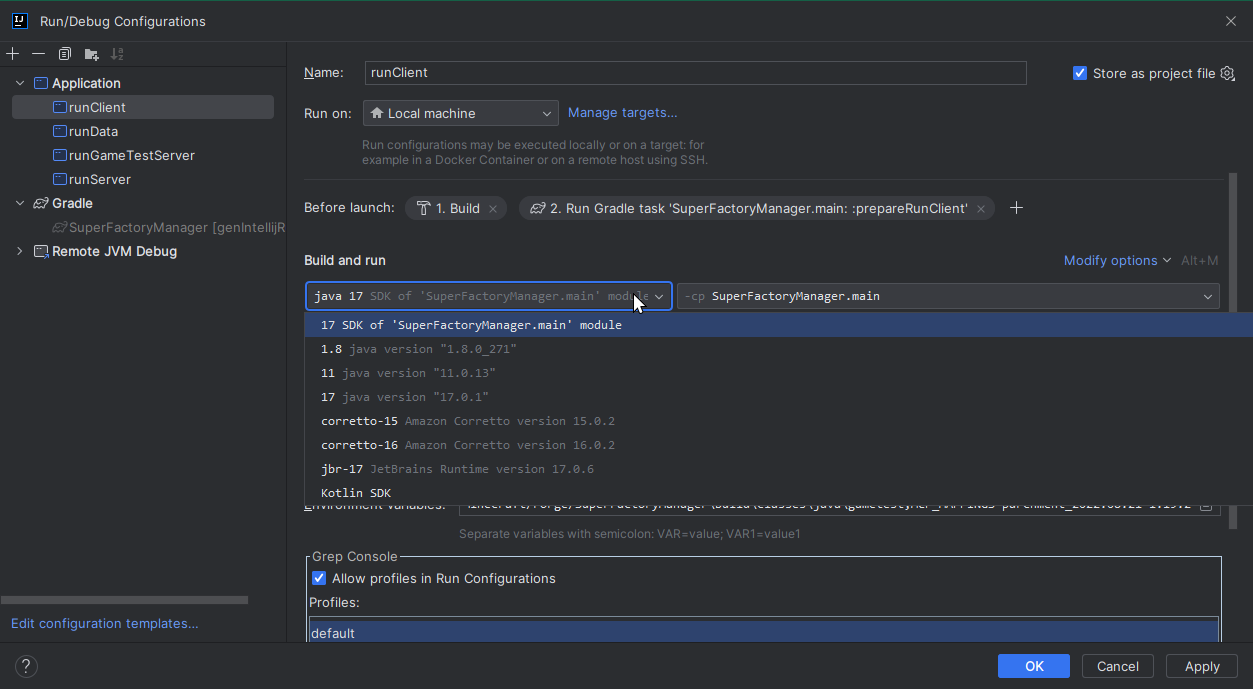 Run/Debug Configurations
Application
runClient
runData
runGameTestServer
runServer
Gradle
SuperFactoryManager [genIntellijR
Remote JVM Debug
Edit configuration templates...
Name: runClient
Store as project file
Run on: Local machine Manage targets...
Run configurations may be executed locally or on a target: for
example in a Docker Container or on a remote host using SSH.
Before launch: 1. Build 2. Run Gradle task 'SuperFactoryManager.main: :prepareRunClient'
Build and run Modify options Alt+M
java 17 SDK of 'SuperFactoryManager.main' module -cp SuperFactoryManager.main
17 SDK of 'SuperFactoryManager.main' module
1.8 java version "1.8.0_271"
11 java version "11.0.13"
17 java version "17.0.1"
corretto-15 Amazon Corretto version 15.0.2
corretto-16 Amazon Corretto version 16.0.2
jbr-17 JetBrains Runtime version 17.0.6
Kotlin SDK
Environment variables:
Separate variables with semicolon: VAR=value; VAR1=value1
Grep Console
Allow profiles in Run Configurations
Profiles:
default
? OK Cancel Apply